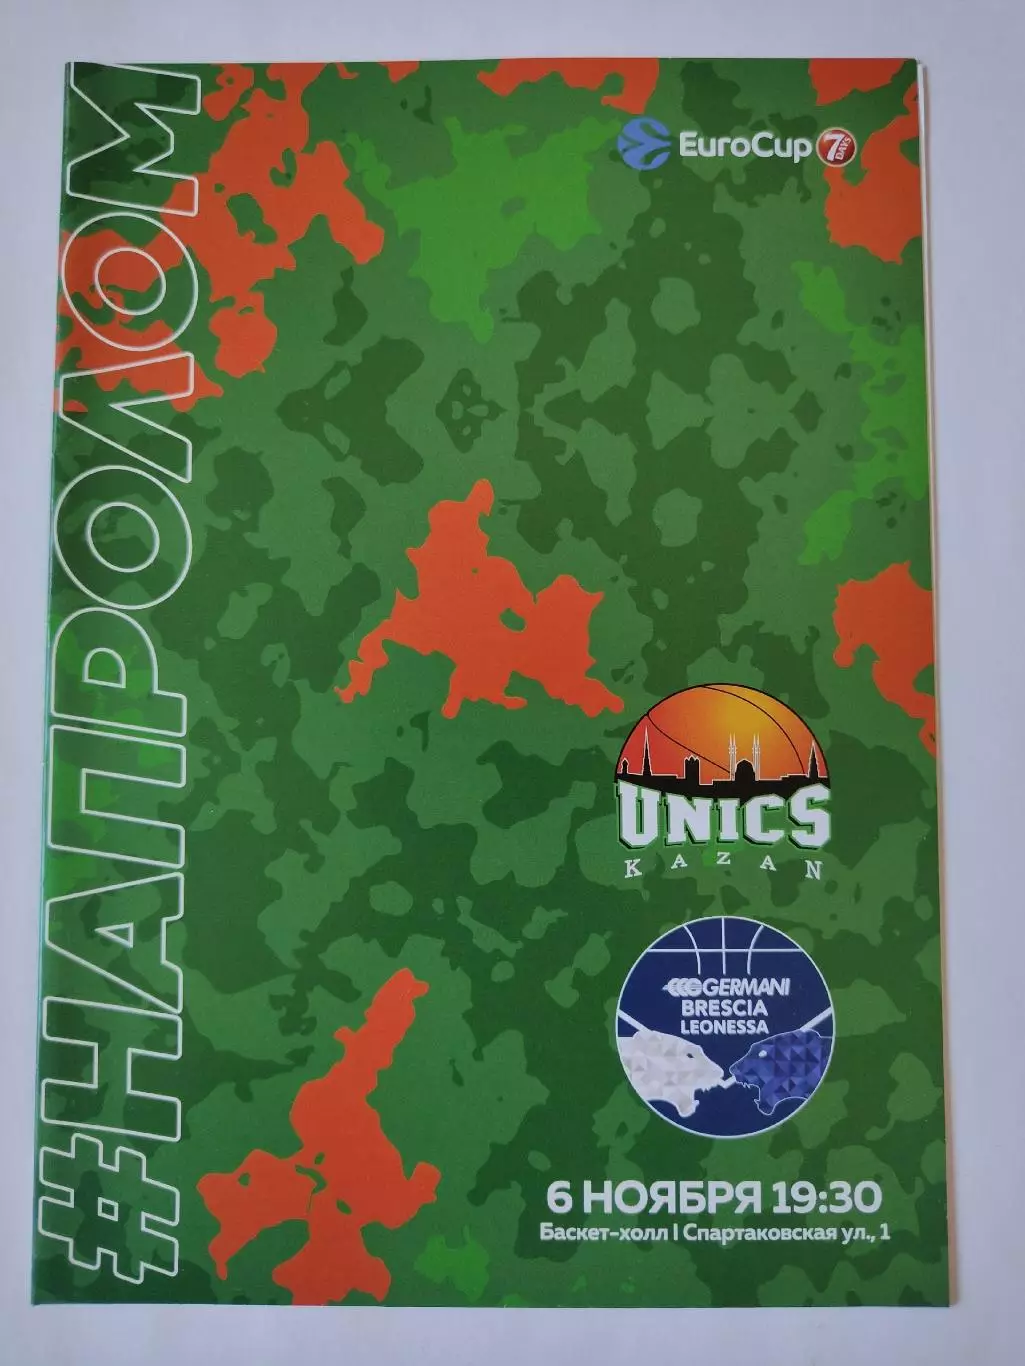 #НАПРОЛОМ
EuroCup 7DAYS
UNICS
KAZAN
GERMANI
BRESCIA
LEONESSA
6 НОЯБРЯ 19:30
Баскет-холл | Спартаковская ул., 1